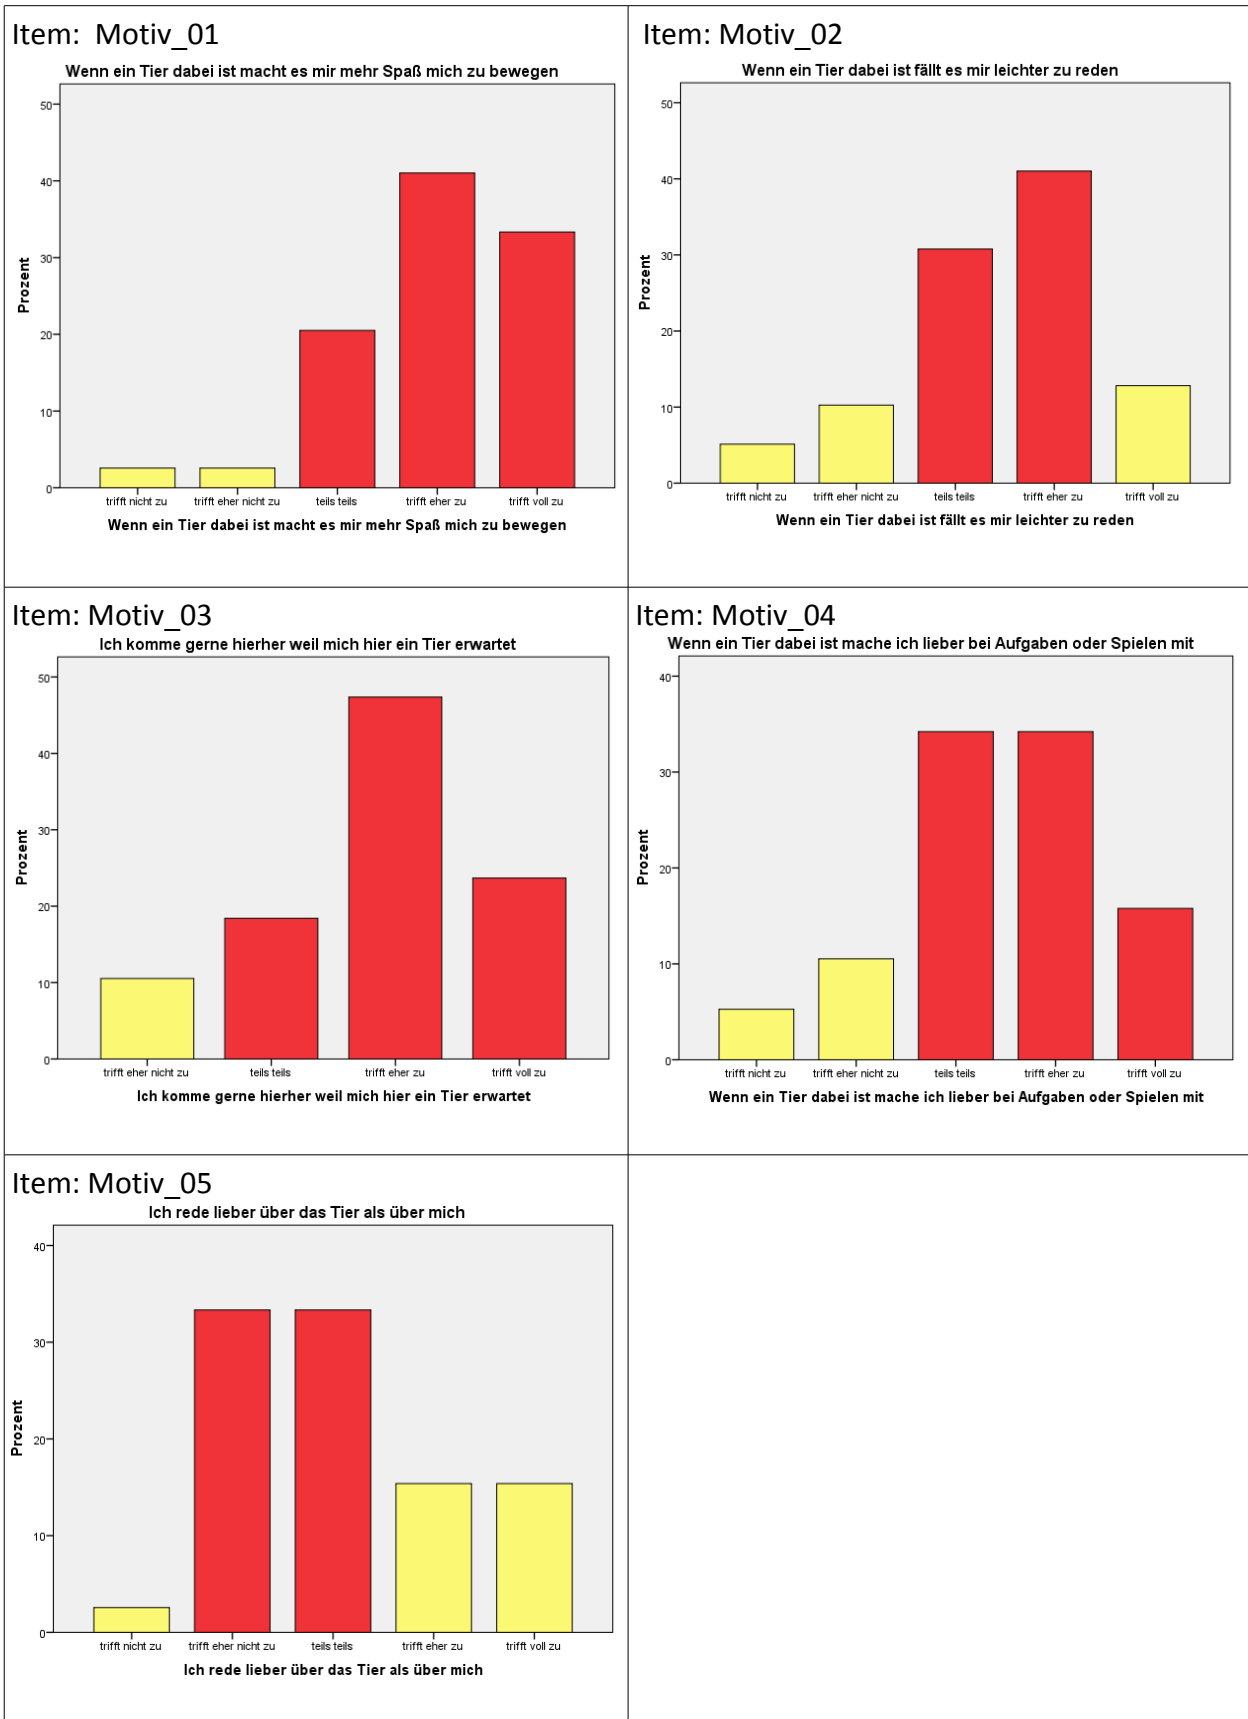 Item: Motiv_01
Wenn ein Tier dabei ist macht es mir mehr Spaß mich zu bewegen
50
40
30
20
10
0
Prozent
trifft nicht zu trifft eher nicht zu teils teils trifft eher zu trifft voll zu
Wenn ein Tier dabei ist macht es mir mehr Spaß mich zu bewegen
Item: Motiv_02
Wenn ein Tier dabei ist fällt es mir leichter zu reden
50
40
30
20
10
0
Prozent
trifft nicht zu trifft eher nicht zu teils teils trifft eher zu trifft voll zu
Wenn ein Tier dabei ist fällt es mir leichter zu reden
Item: Motiv_03
Ich komme gerne hierher weil mich hier ein Tier erwartet
50
40
30
20
10
0
Prozent
trifft eher nicht zu teils teils trifft eher zu trifft voll zu
Ich komme gerne hierher weil mich hier ein Tier erwartet
Item: Motiv_04
Wenn ein Tier dabei ist mache ich lieber bei Aufgaben oder Spielen mit
40
30
20
10
0
Prozent
trifft nicht zu trifft eher nicht zu teils teils trifft eher zu trifft voll zu
Wenn ein Tier dabei ist mache ich lieber bei Aufgaben oder Spielen mit
Item: Motiv_05
Ich rede lieber über das Tier als über mich
40
30
20
10
0
Prozent
trifft nicht zu trifft eher nicht zu teils teils trifft eher zu trifft voll zu
Ich rede lieber über das Tier als über mich